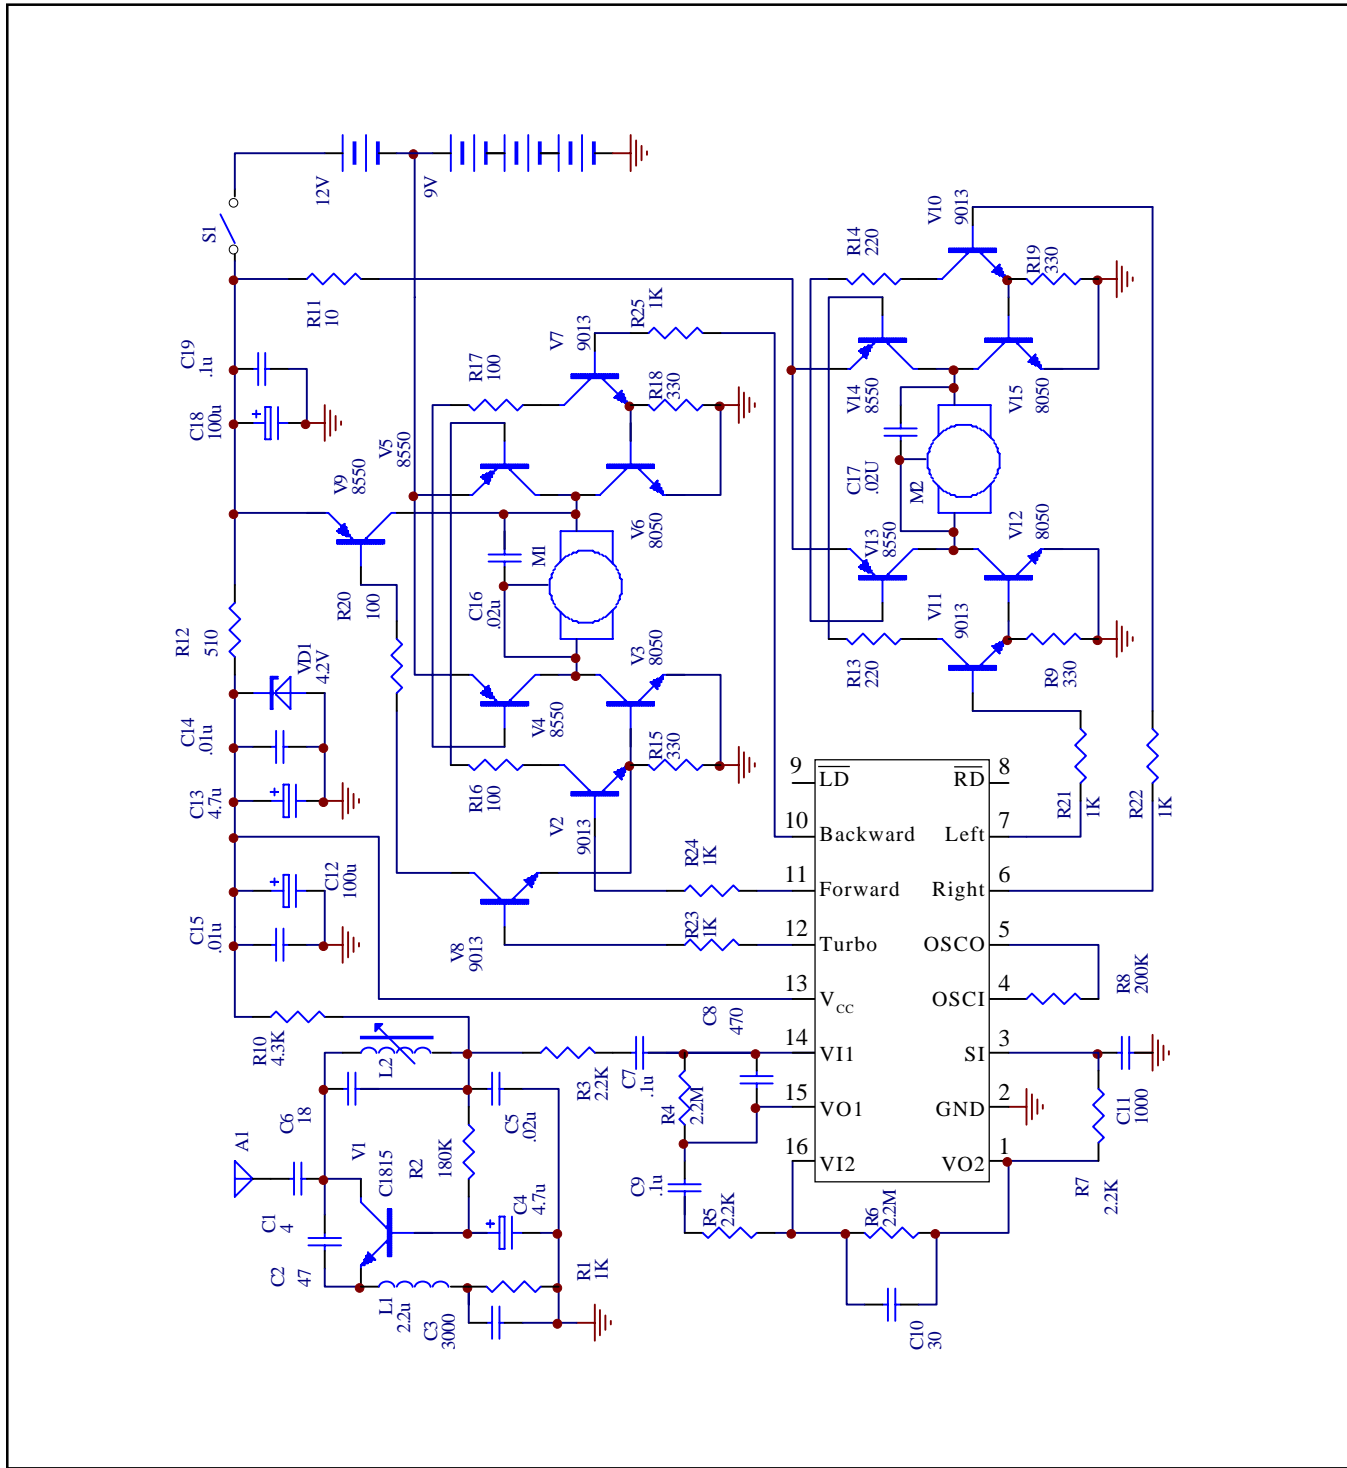 12V
9V
S1
R11
10
C19
.1u
C18
100u
V9
8550
V5
8550
R17
100
V7
9013
R25
1K
R18
330
V6
8050
M1
C16
.02u
R20
100
R12
510
VD1
4.2V
C14
.01u
C13
4.7u
C12
100u
C15
.01u
V4
8550
V3
8050
R15
330
R16
100
V2
9013
R24
1K
R23
1K
V8
9013
V10
9013
R14
220
R19
330
V14
8550
V15
8050
C17
.02U
M2
V13
8550
V12
8050
V11
9013
R13
220
R9
330
R21
1K
R22
1K
9 LD RD 8
10 Backward Left 7
11 Forward Right 6
12 Turbo OSCO 5
13 VCC OSCI 4
14 VI1 SI 3
15 VO1 GND 2
16 VI2 VO2 1
R8
200K
C11
1000
R7
2.2K
R6
2.2M
C10
30
C8
470
R10
4.3K
L2
R3
2.2K
C7
.1u
R4
2.2M
C9
.1u
R5
2.2K
C6
18
A1
V1
C1815
R2
180K
C5
.02u
C4
4.7u
C1
4
C2
47
L1
2.2u
C3
3000
R1
1K